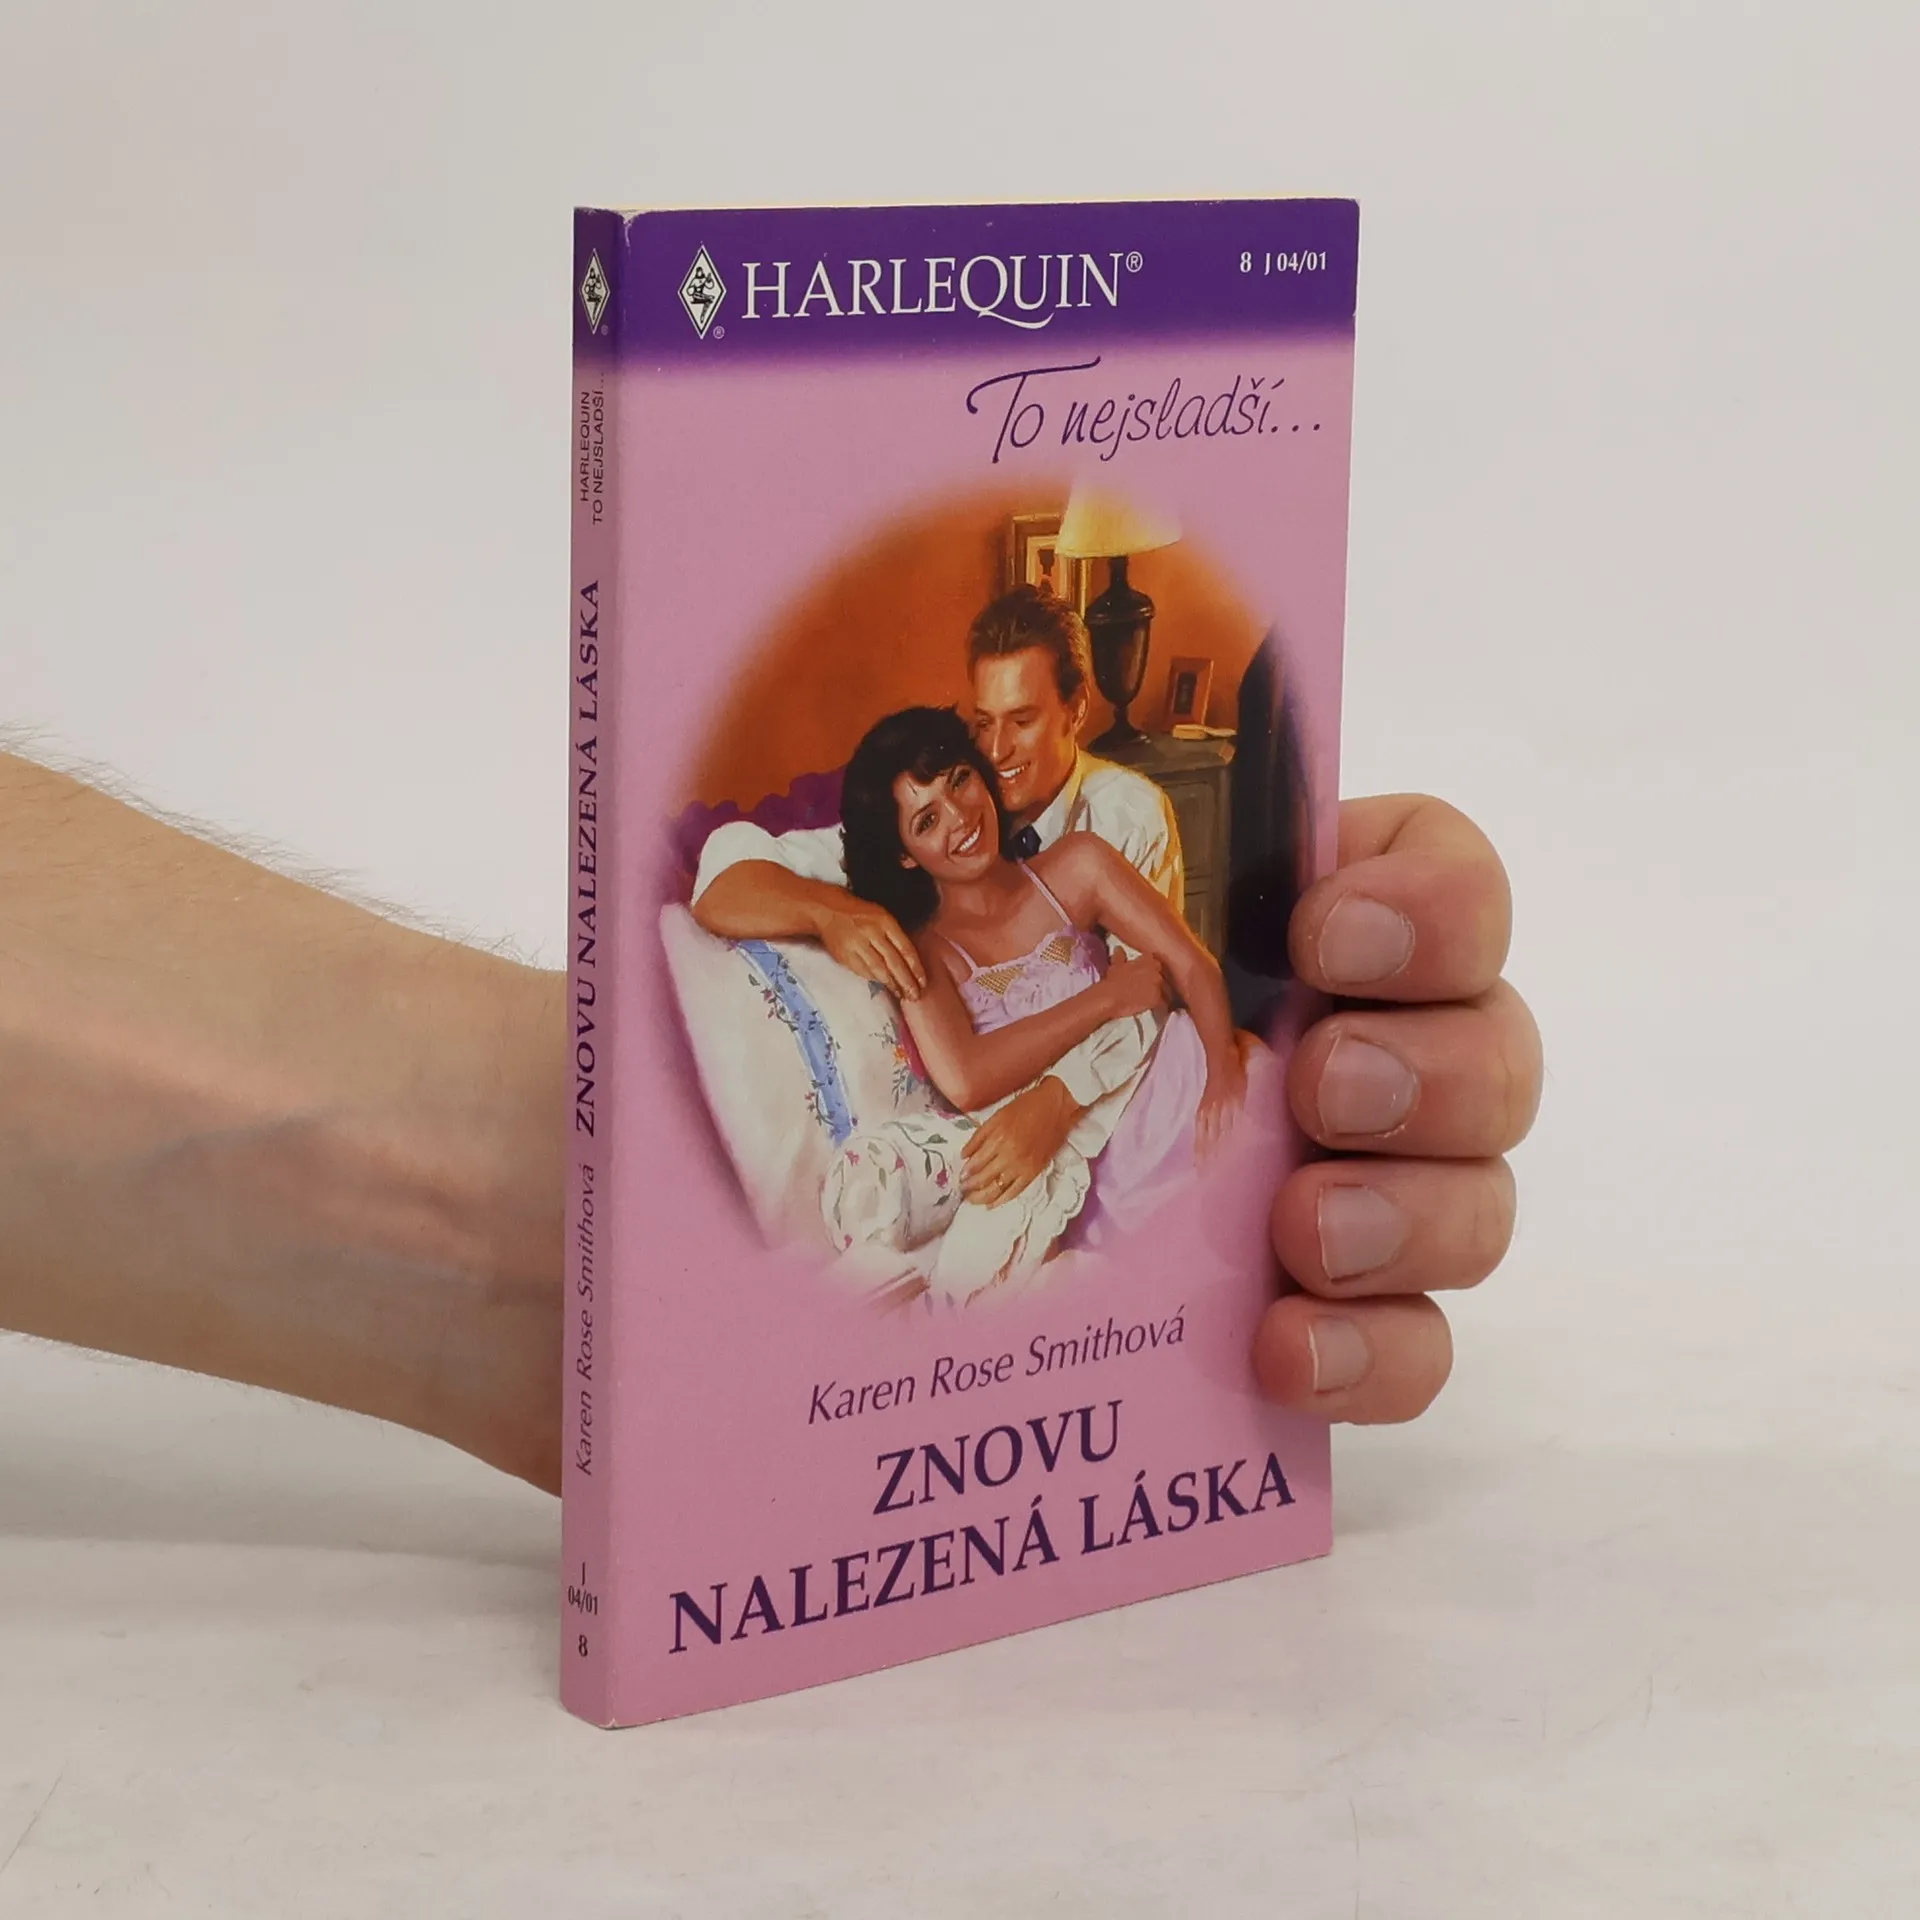 HARLEQUIN®
8 J 04/01
To nejsladší...
Karen Rose Smithová
ZNOVU
NALEZENÁ LÁSKA
®
HARLEQUIN
TO NEJSLADŠÍ...
ZNOVU NALEZENÁ LÁSKA
Karen Rose Smithová
J
04/01
8